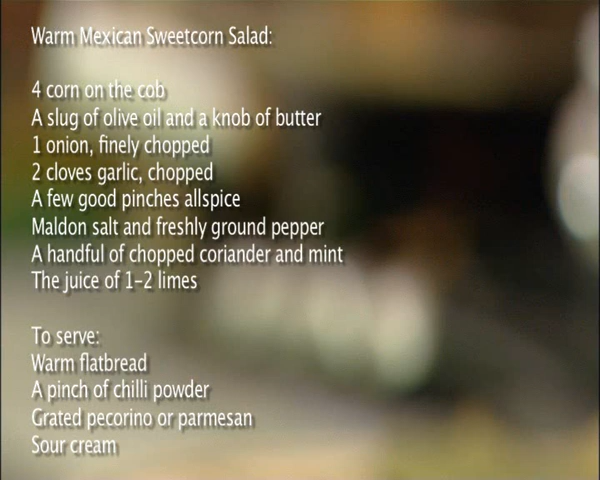 Warm Mexican Sweetcorn Salad:
4 corn on the cob
A slug of olive oil and a knob of butter
1 onion, finely chopped
2 cloves garlic, chopped
A few good pinches allspice
Maldon salt and freshly ground pepper
A handful of chopped coriander and mint
The juice of 1–2 limes
To serve:
Warm flatbread
A pinch of chilli powder
Grated pecorino or parmesan
Sour cream